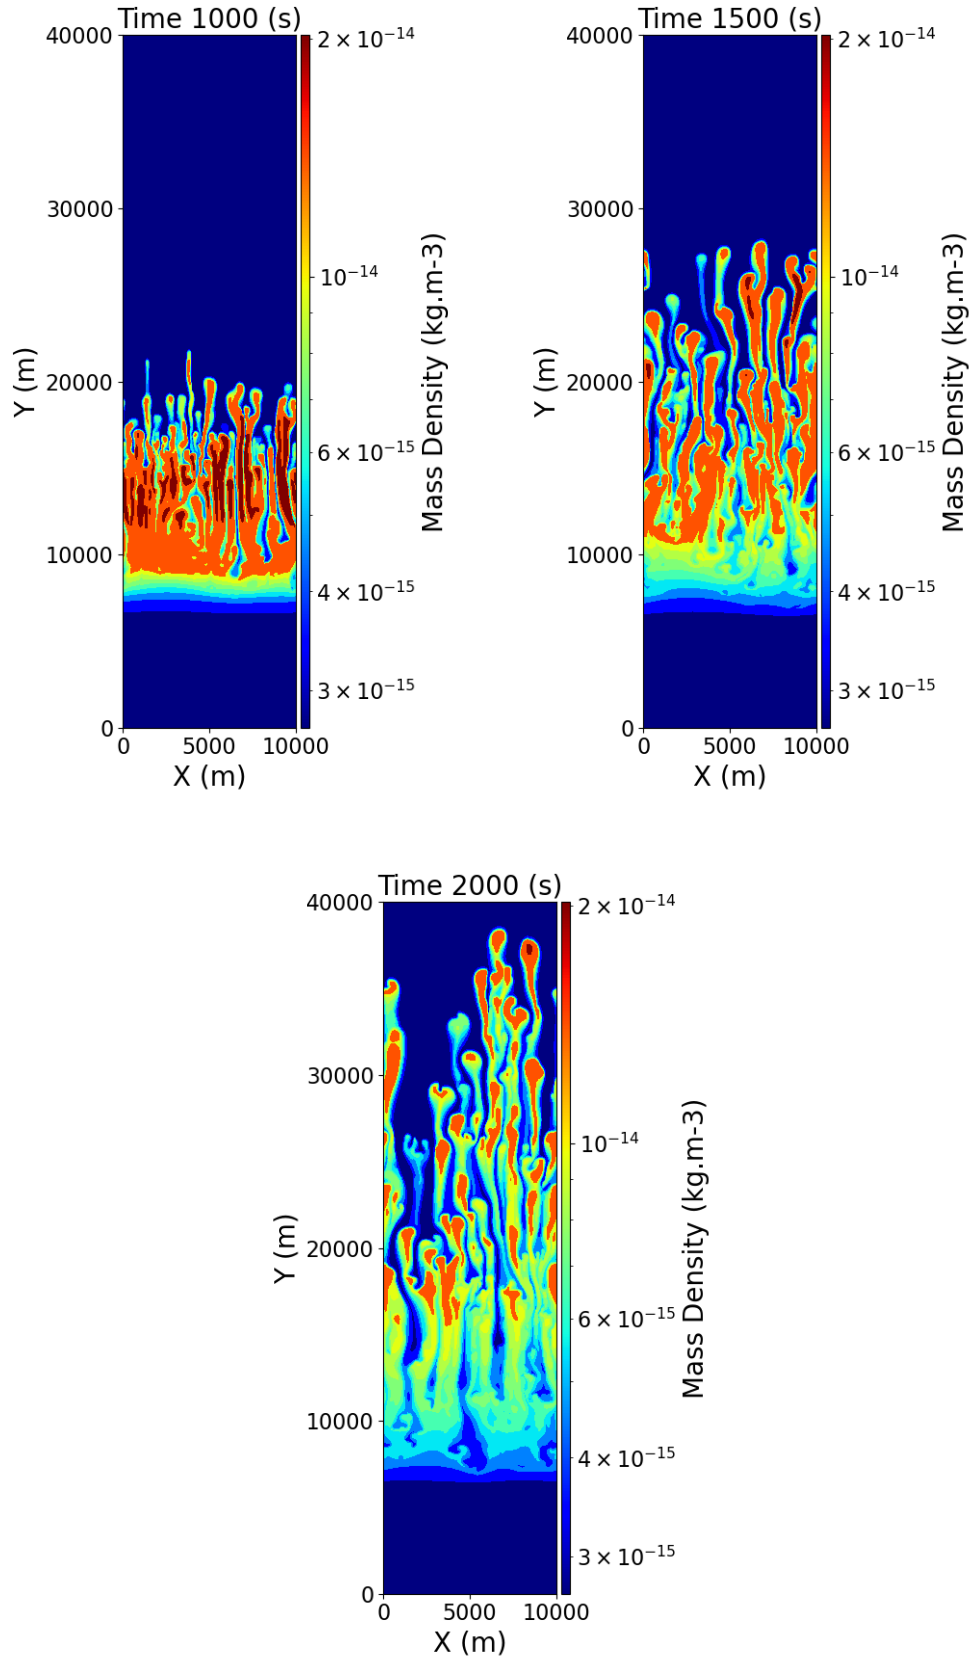 Time 1000 (s)
40000
30000
20000
10000
0
Y (m)
0 5000 10000
X (m)
2×10⁻¹⁴
10⁻¹⁴
6×10⁻¹⁵
4×10⁻¹⁵
3×10⁻¹⁵
Mass Density (kg.m-3)
Time 1500 (s)
40000
30000
20000
10000
0
Y (m)
0 5000 10000
X (m)
2×10⁻¹⁴
10⁻¹⁴
6×10⁻¹⁵
4×10⁻¹⁵
3×10⁻¹⁵
Mass Density (kg.m-3)
Time 2000 (s)
40000
30000
20000
10000
0
Y (m)
0 5000 10000
X (m)
2×10⁻¹⁴
10⁻¹⁴
6×10⁻¹⁵
4×10⁻¹⁵
3×10⁻¹⁵
Mass Density (kg.m-3)